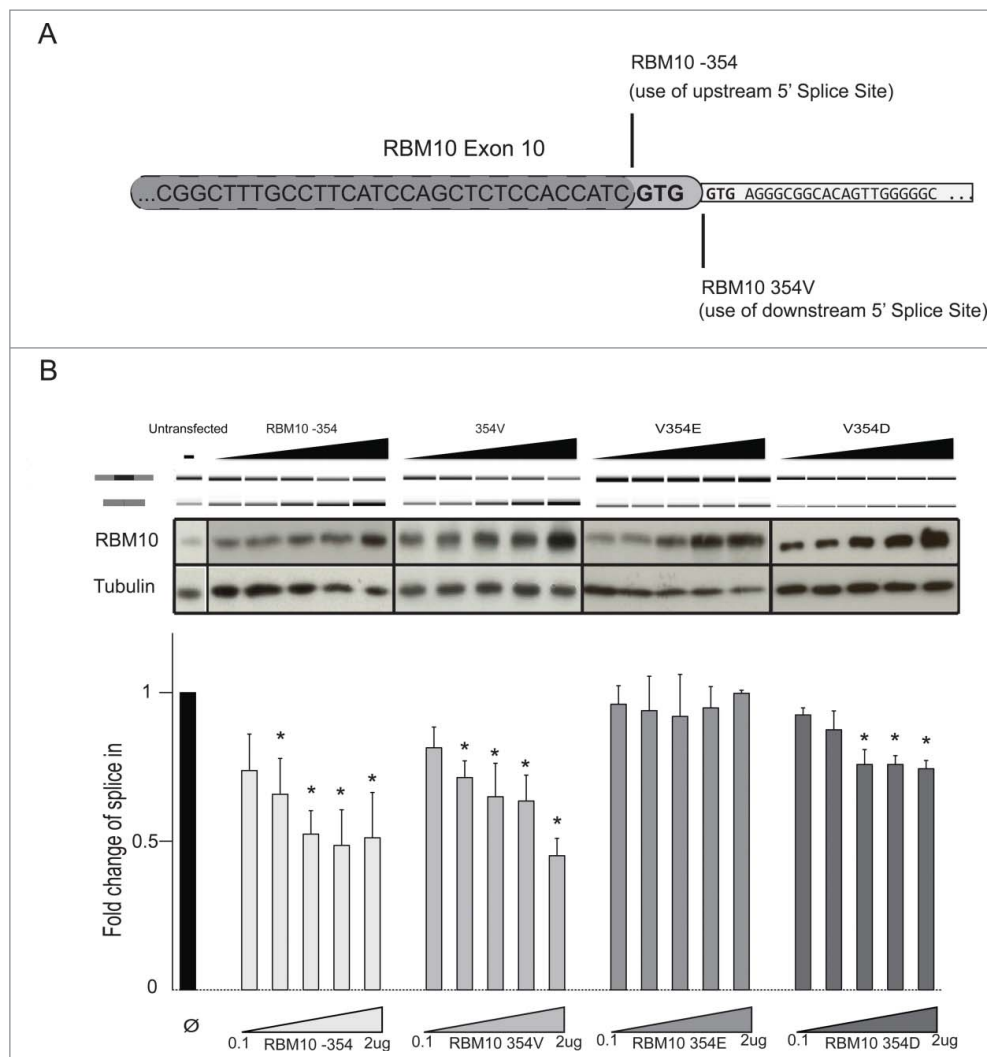 A
RBM10 -354
(use of upstream 5' Splice Site)
RBM10 Exon 10
...CGGCTTTGCCTTCATCCAGCTCTCCACCATC GTG GTG AGGGCGGCACAGTTGGGGGC ...
RBM10 354V
(use of downstream 5' Splice Site)
B
Untransfected RBM10 -354 354V V354E V354D
-
RBM10
Tubulin
Fold change of splice in
1
0.5
0
* * * *
* * * *
* * *
Ø
0.1 RBM10 -354 2ug 0.1 RBM10 354V 2ug 0.1 RBM10 354E 2ug 0.1 RBM10 354D 2ug